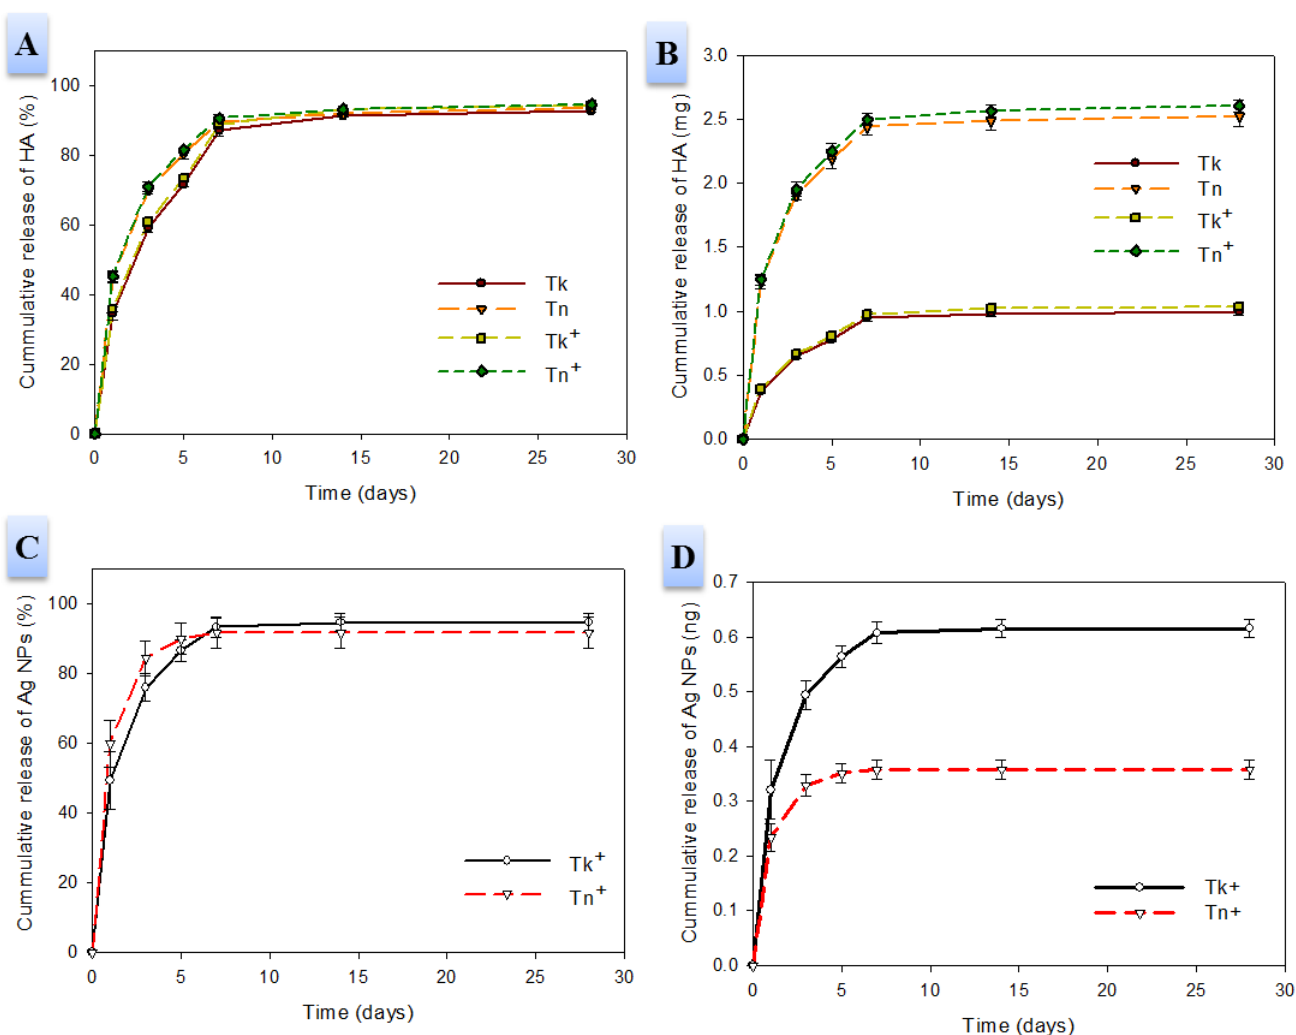 A
Cummulative release of HA (%)
100
80
60
40
20
0
0 5 10 15 20 25 30
Time (days)
Tk
Tn
Tk+
Tn+
B
Cummulative release of HA (mg)
3.0
2.5
2.0
1.5
1.0
0.5
0.0
0 5 10 15 20 25 30
Time (days)
Tk
Tn
Tk+
Tn+
C
Cummulative release of Ag NPs (%)
100
80
60
40
20
0
0 5 10 15 20 25 30
Time (days)
Tk+
Tn+
D
Cummulative release of Ag NPs (ng)
0.7
0.6
0.5
0.4
0.3
0.2
0.1
0.0
0 5 10 15 20 25 30
Time (days)
Tk+
Tn+